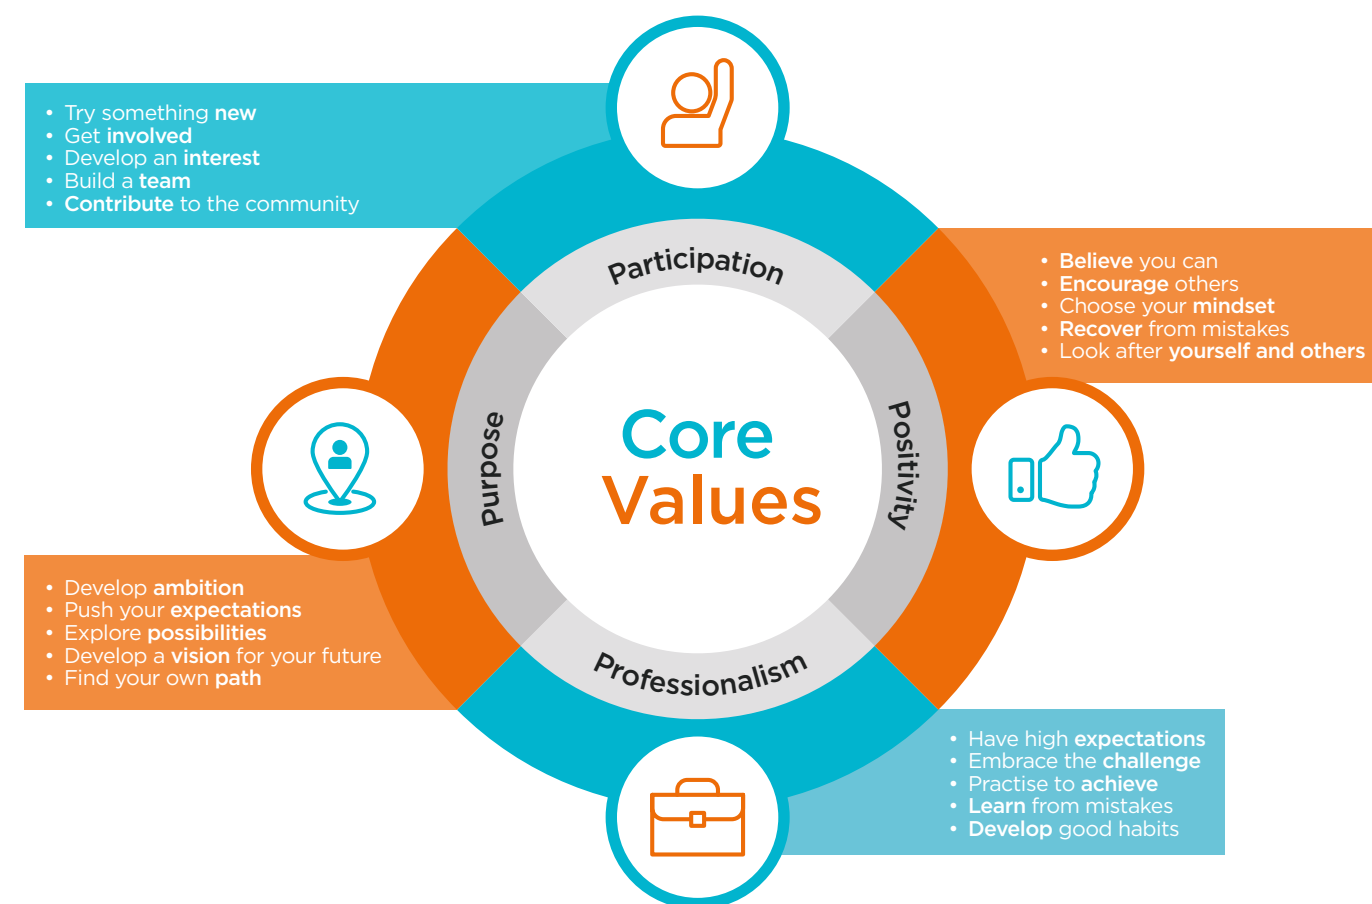 • Try something new
• Get involved
• Develop an interest
• Build a team
• Contribute to the community
Participation
• Believe you can
• Encourage others
• Choose your mindset
• Recover from mistakes
• Look after yourself and others
Purpose
Core
Values
Positivity
• Develop ambition
• Push your expectations
• Explore possibilities
• Develop a vision for your future
• Find your own path
Professionalism
• Have high expectations
• Embrace the challenge
• Practise to achieve
• Learn from mistakes
• Develop good habits